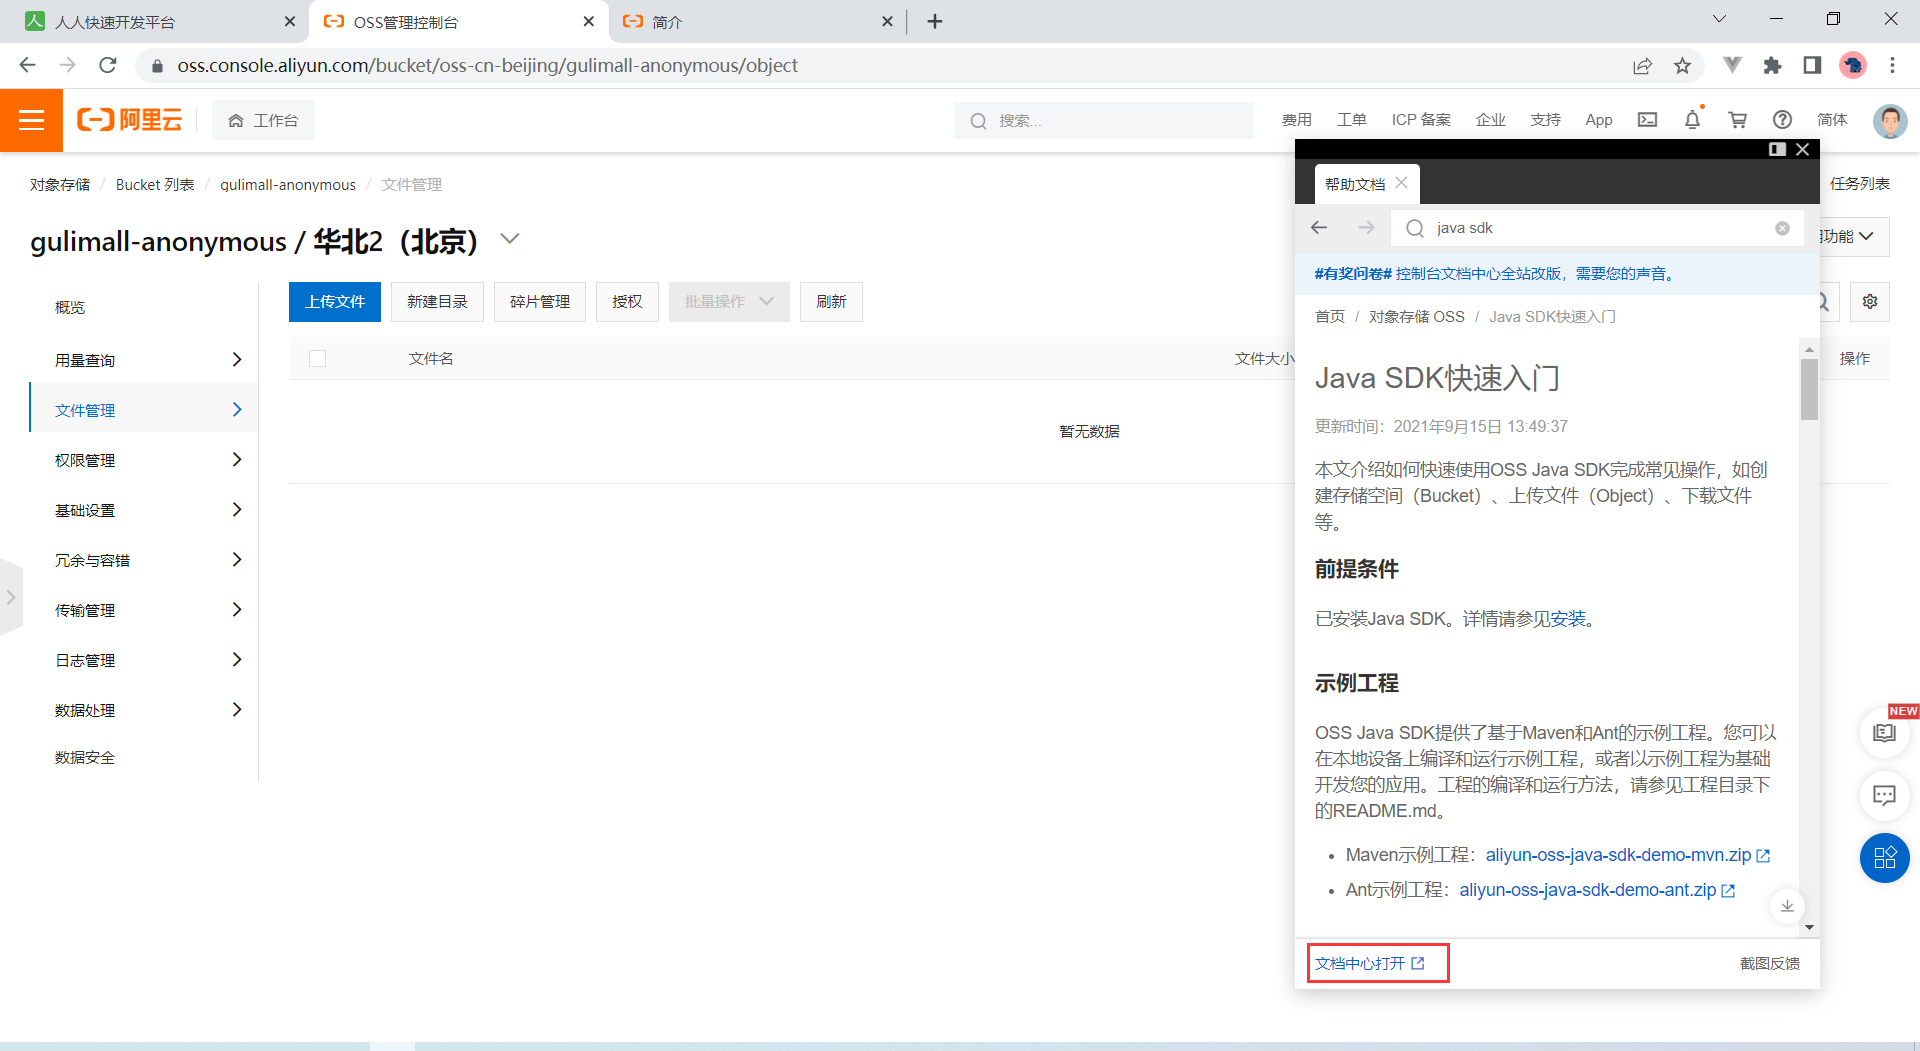 人人快速开发平台
OSS管理控制台
简介
oss.console.aliyun.com/bucket/oss-cn-beijing/gulimall-anonymous/object
阿里云
工作台
搜索...
费用
工单
ICP 备案
企业
支持
App
简体
对象存储 / Bucket 列表 / gulimall-anonymous / 文件管理
任务列表
gulimall-anonymous / 华北2（北京）
功能
概览
用量查询
文件管理
权限管理
基础设置
冗余与容错
传输管理
日志管理
数据处理
数据安全
上传文件
新建目录
碎片管理
授权
批量操作
刷新
文件名
文件大小
操作
暂无数据
帮助文档
java sdk
#有奖问卷# 控制台文档中心全站改版，需要您的声音。
首页 / 对象存储 OSS / Java SDK快速入门
Java SDK快速入门
更新时间：2021年9月15日 13:49:37
本文介绍如何快速使用OSS Java SDK完成常见操作，如创
建存储空间（Bucket）、上传文件（Object）、下载文件
等。
前提条件
已安装Java SDK。详情请参见安装。
示例工程
OSS Java SDK提供了基于Maven和Ant的示例工程。您可以
在本地设备上编译和运行示例工程，或者以示例工程为基础
开发您的应用。工程的编译和运行方法，请参见工程目录下
的README.md。
• Maven示例工程：aliyun-oss-java-sdk-demo-mvn.zip
• Ant示例工程：aliyun-oss-java-sdk-demo-ant.zip
文档中心打开
截图反馈
NEW